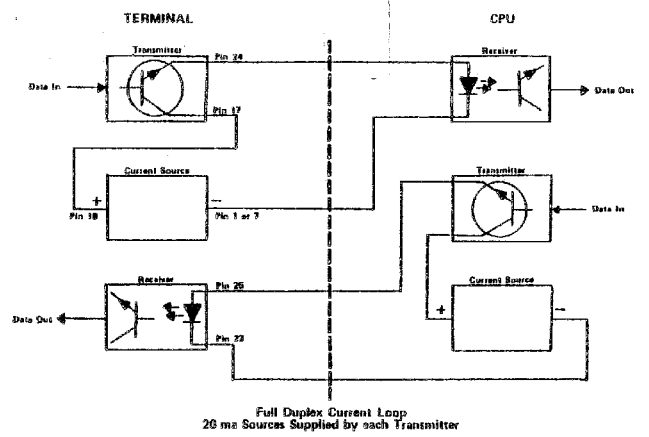 TERMINAL
CPU
Transmitter
Pin 24
Receiver
Data In
Data Out
Pin 17
Current Source
Transmitter
+
−
Pin 1 or 7
Data In
Receiver
Pin 25
Current Source
+
−
Data Out
Pin 23
Full Duplex Current Loop
20 ma Sources Supplied by each Transmitter